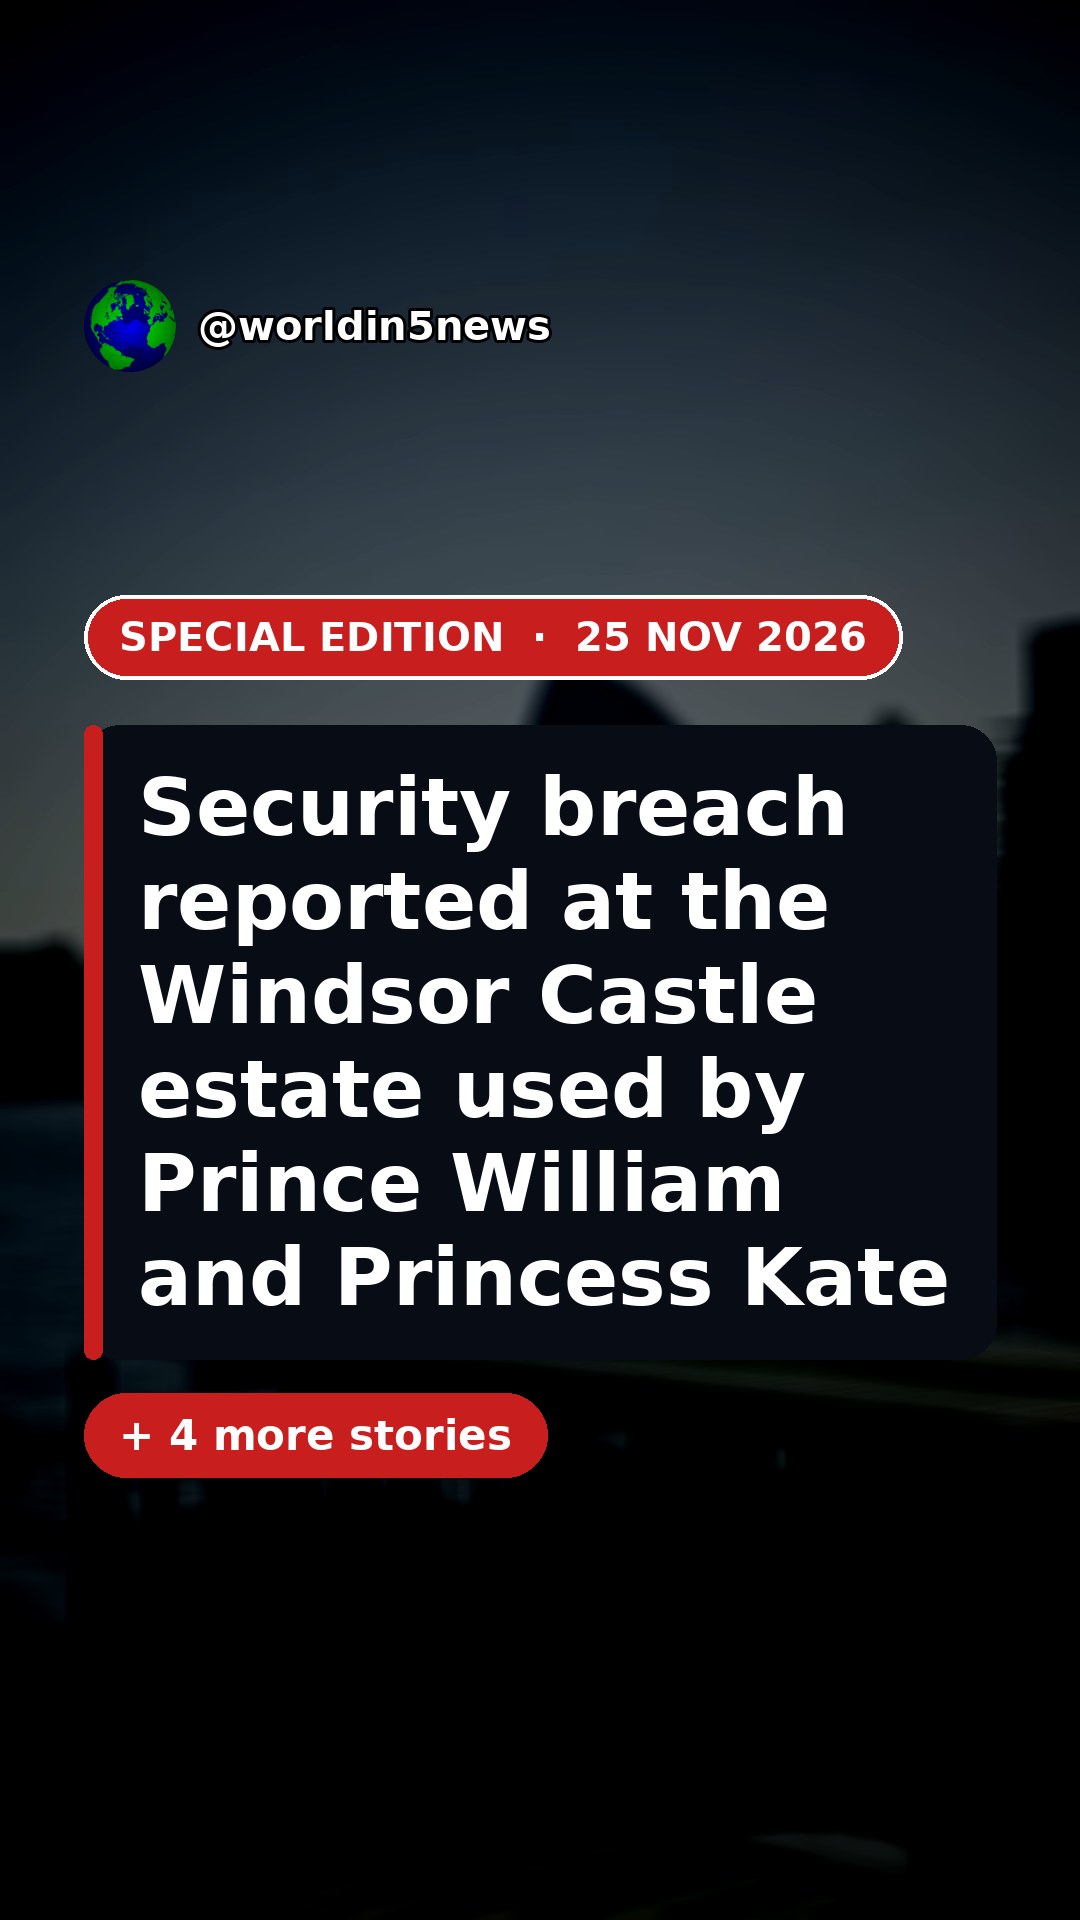 @worldin5news
SPECIAL EDITION · 25 NOV 2026
Security breach
reported at the
Windsor Castle
estate used by
Prince William
and Princess Kate
+ 4 more stories